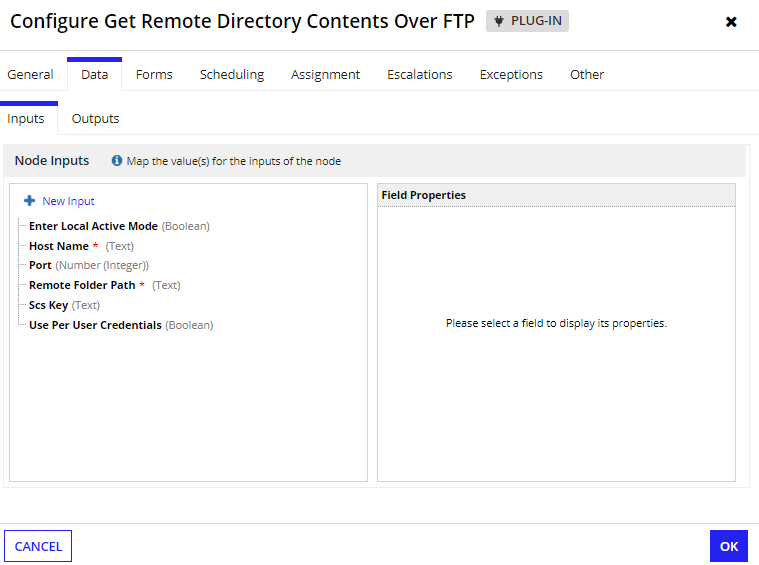 Configure Get Remote Directory Contents Over FTP PLUG-IN
General Data Forms Scheduling Assignment Escalations Exceptions Other
Inputs Outputs
Node Inputs Map the value(s) for the inputs of the node
New Input
Enter Local Active Mode (Boolean)
Host Name * (Text)
Port (Number (Integer))
Remote Folder Path * (Text)
Scs Key (Text)
Use Per User Credentials (Boolean)
Field Properties
Please select a field to display its properties.
CANCEL OK